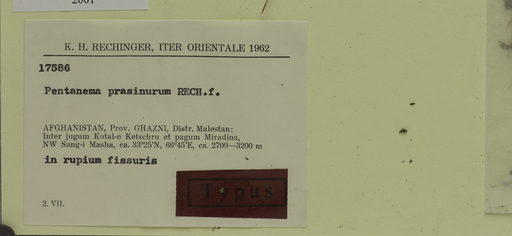 2001
K. H. RECHINGER, ITER ORIENTALE 1962
17586
Pentanema prasinurum RECH.f.
AFGHANISTAN, Prov. GHAZNI, Distr. Malestan:
Inter jugum Kotal-e Ketschru et pagum Miradina,
NW Sang-i Masha, ca. 33°25'N, 66°45'E, ca. 2700—3200 m
in rupium fissuris
Typus
2. VII.